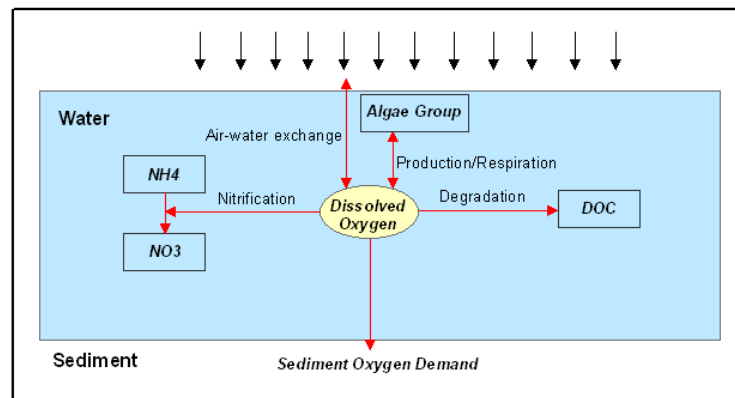 Water
Algae Group
Air-water exchange
Production/Respiration
NH4
Nitrification
Dissolved
Oxygen
Degradation
DOC
NO3
Sediment
Sediment Oxygen Demand